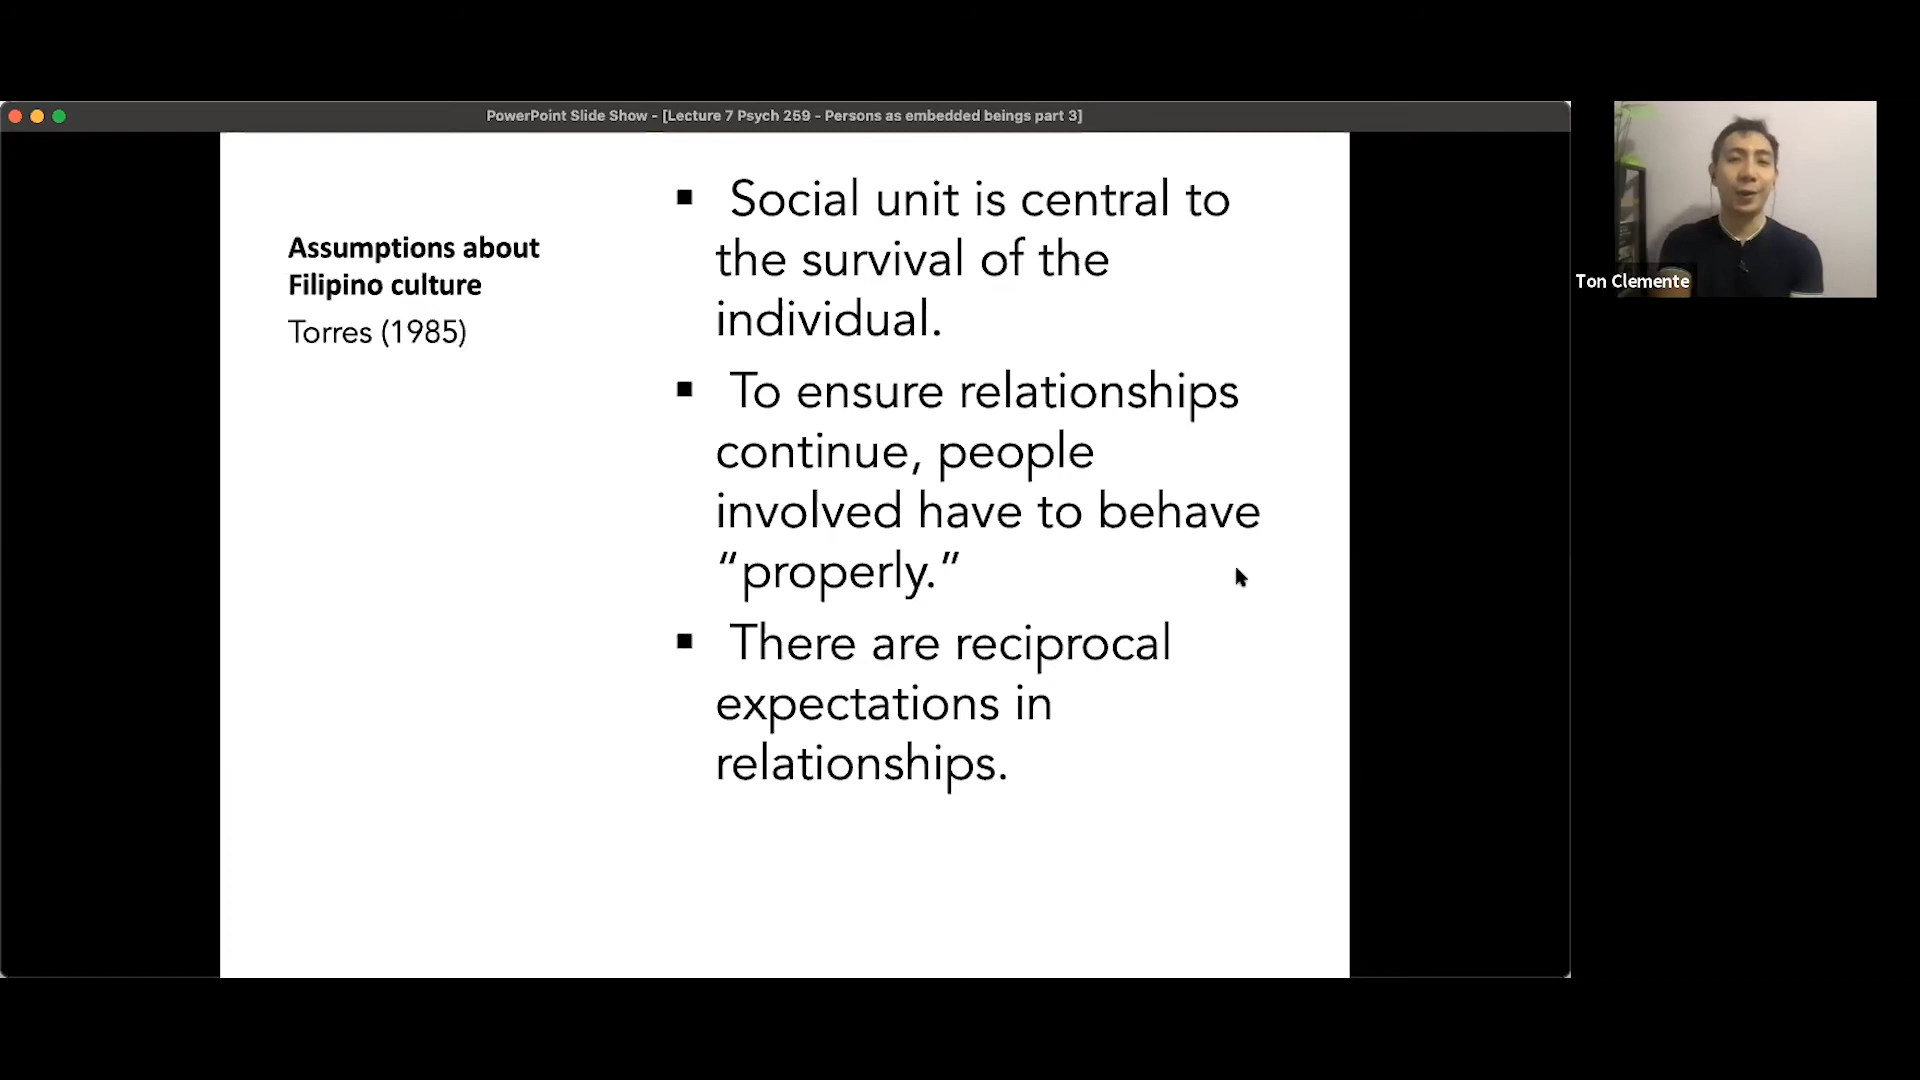 PowerPoint Slide Show - [Lecture 7 Psych 259 - Persons as embedded beings part 3]
Assumptions about
Filipino culture
Torres (1985)
▪ Social unit is central to
the survival of the
individual.
▪ To ensure relationships
continue, people
involved have to behave
“properly.”
▪ There are reciprocal
expectations in
relationships.
Ton Clemente